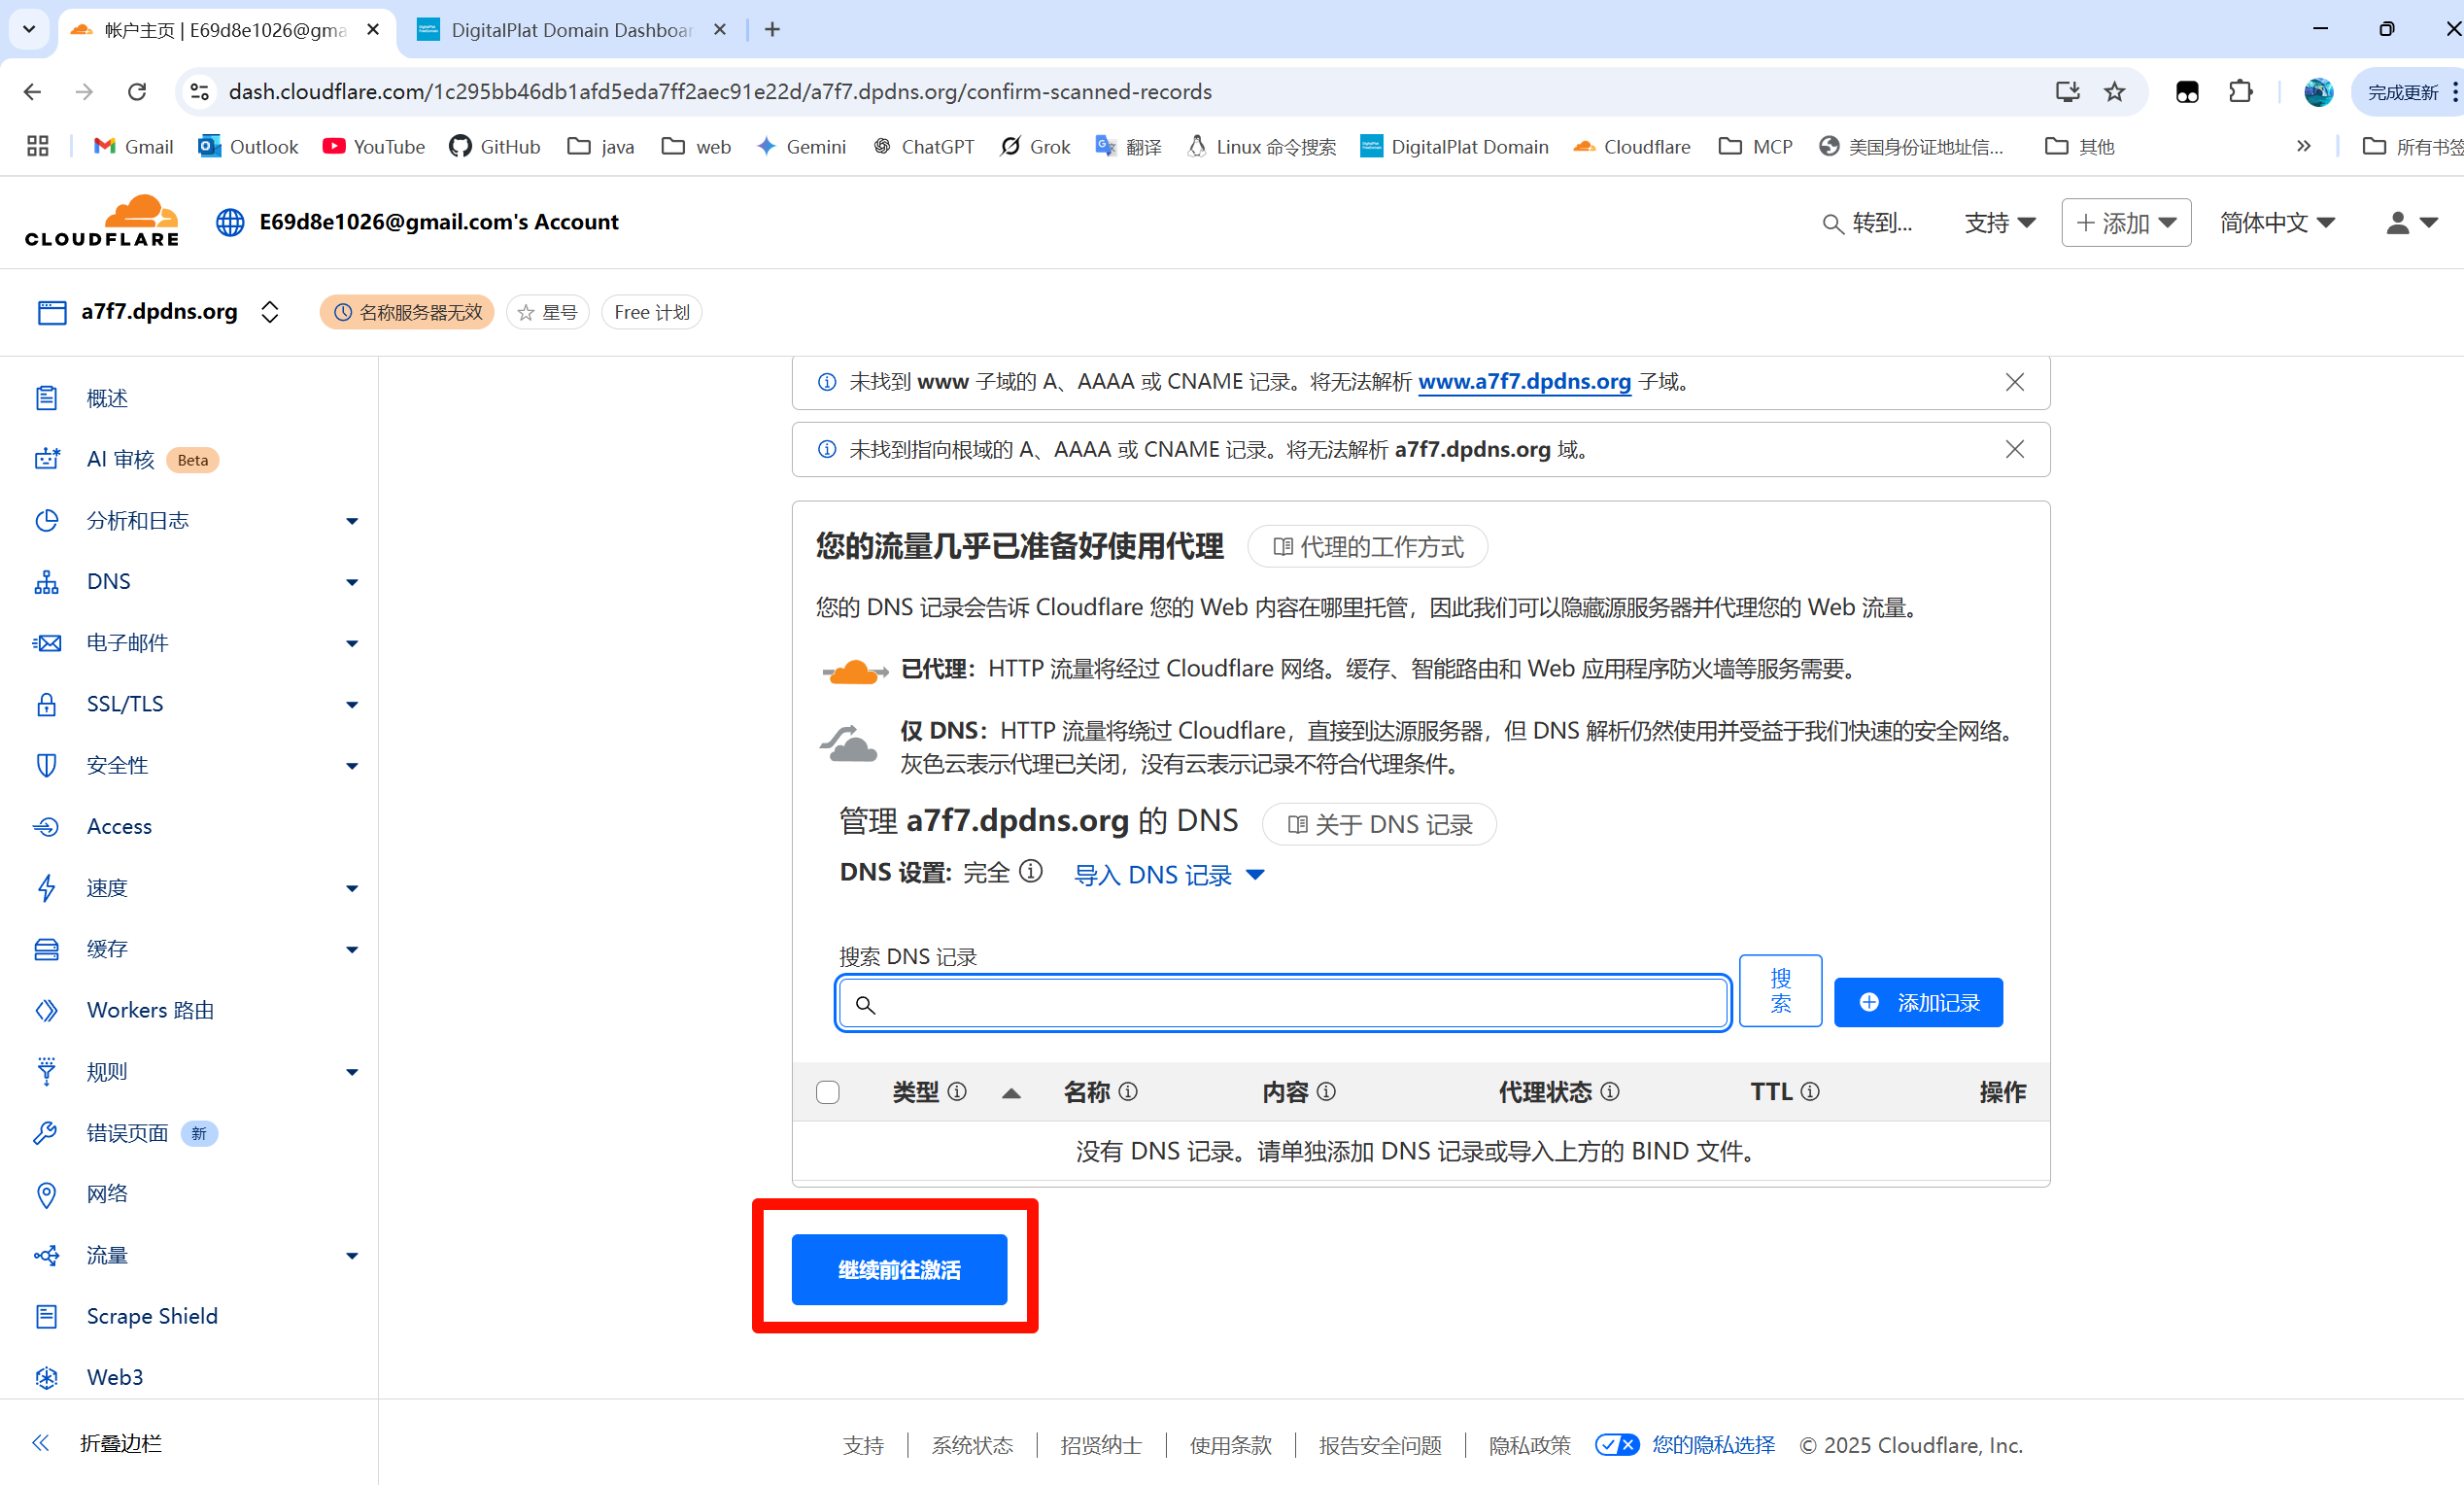 帐户主页 | E69d8e1026@gma
DigitalPlat Domain Dashboar
dash.cloudflare.com/1c295bb46db1afd5eda7ff2aec91e22d/a7f7.dpdns.org/confirm-scanned-records
完成更新
Gmail
Outlook
YouTube
GitHub
java
web
Gemini
ChatGPT
Grok
翻译
Linux 命令搜索
DigitalPlat Domain
Cloudflare
MCP
美国身份证地址信...
其他
所有书签
CLOUDFLARE
E69d8e1026@gmail.com's Account
转到...
支持
添加
简体中文
a7f7.dpdns.org
名称服务器无效
星号
Free 计划
概述
AI 审核 Beta
分析和日志
DNS
电子邮件
SSL/TLS
安全性
Access
速度
缓存
Workers 路由
规则
错误页面 新
网络
流量
Scrape Shield
Web3
折叠边栏
未找到 www 子域的 A、AAAA 或 CNAME 记录。将无法解析 www.a7f7.dpdns.org 子域。
未找到指向根域的 A、AAAA 或 CNAME 记录。将无法解析 a7f7.dpdns.org 域。
您的流量几乎已准备好使用代理
代理的工作方式
您的 DNS 记录会告诉 Cloudflare 您的 Web 内容在哪里托管，因此我们可以隐藏源服务器并代理您的 Web 流量。
已代理：HTTP 流量将经过 Cloudflare 网络。缓存、智能路由和 Web 应用程序防火墙等服务需要。
仅 DNS：HTTP 流量将绕过 Cloudflare，直接到达源服务器，但 DNS 解析仍然使用并受益于我们快速的安全网络。
灰色云表示代理已关闭，没有云表示记录不符合代理条件。
管理 a7f7.dpdns.org 的 DNS
关于 DNS 记录
DNS 设置: 完全
导入 DNS 记录
搜索 DNS 记录
搜
索
添加记录
类型
名称
内容
代理状态
TTL
操作
没有 DNS 记录。请单独添加 DNS 记录或导入上方的 BIND 文件。
继续前往激活
支持
系统状态
招贤纳士
使用条款
报告安全问题
隐私政策
您的隐私选择
© 2025 Cloudflare, Inc.